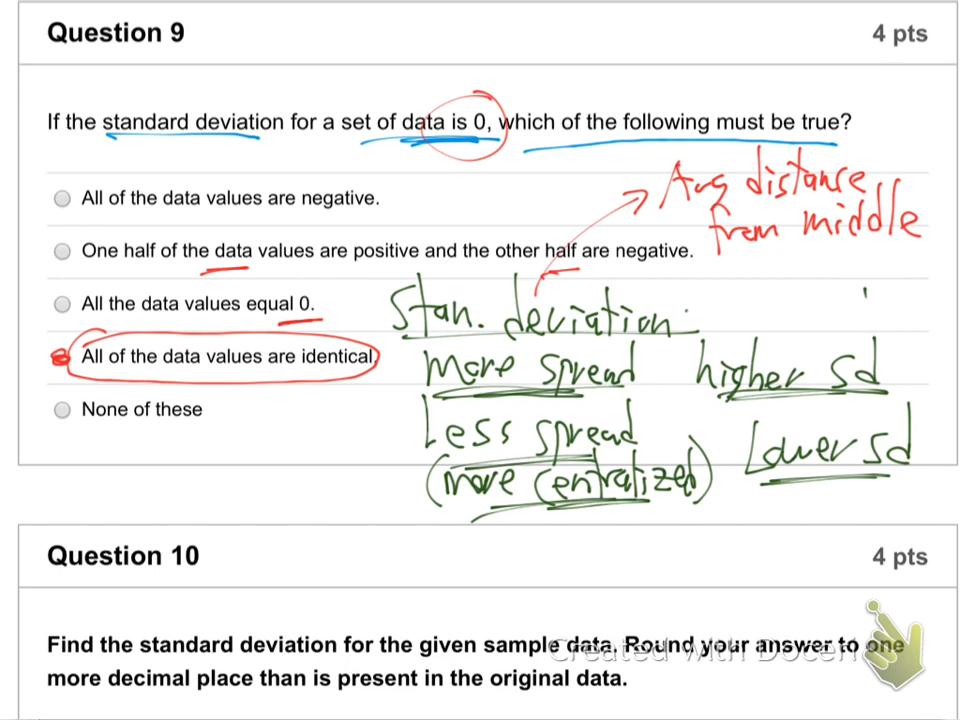 Question 9
4 pts
If the standard deviation for a set of data is 0, which of the following must be true?
All of the data values are negative.
Avg distance
from middle
One half of the data values are positive and the other half are negative.
All the data values equal 0.
Stan. deviation
All of the data values are identical.
more spread higher sd
None of these
Less spread
(more centralized) Lower sd
Question 10
4 pts
Find the standard deviation for the given sample data. Round your answer to one
more decimal place than is present in the original data.
Created with Doceri